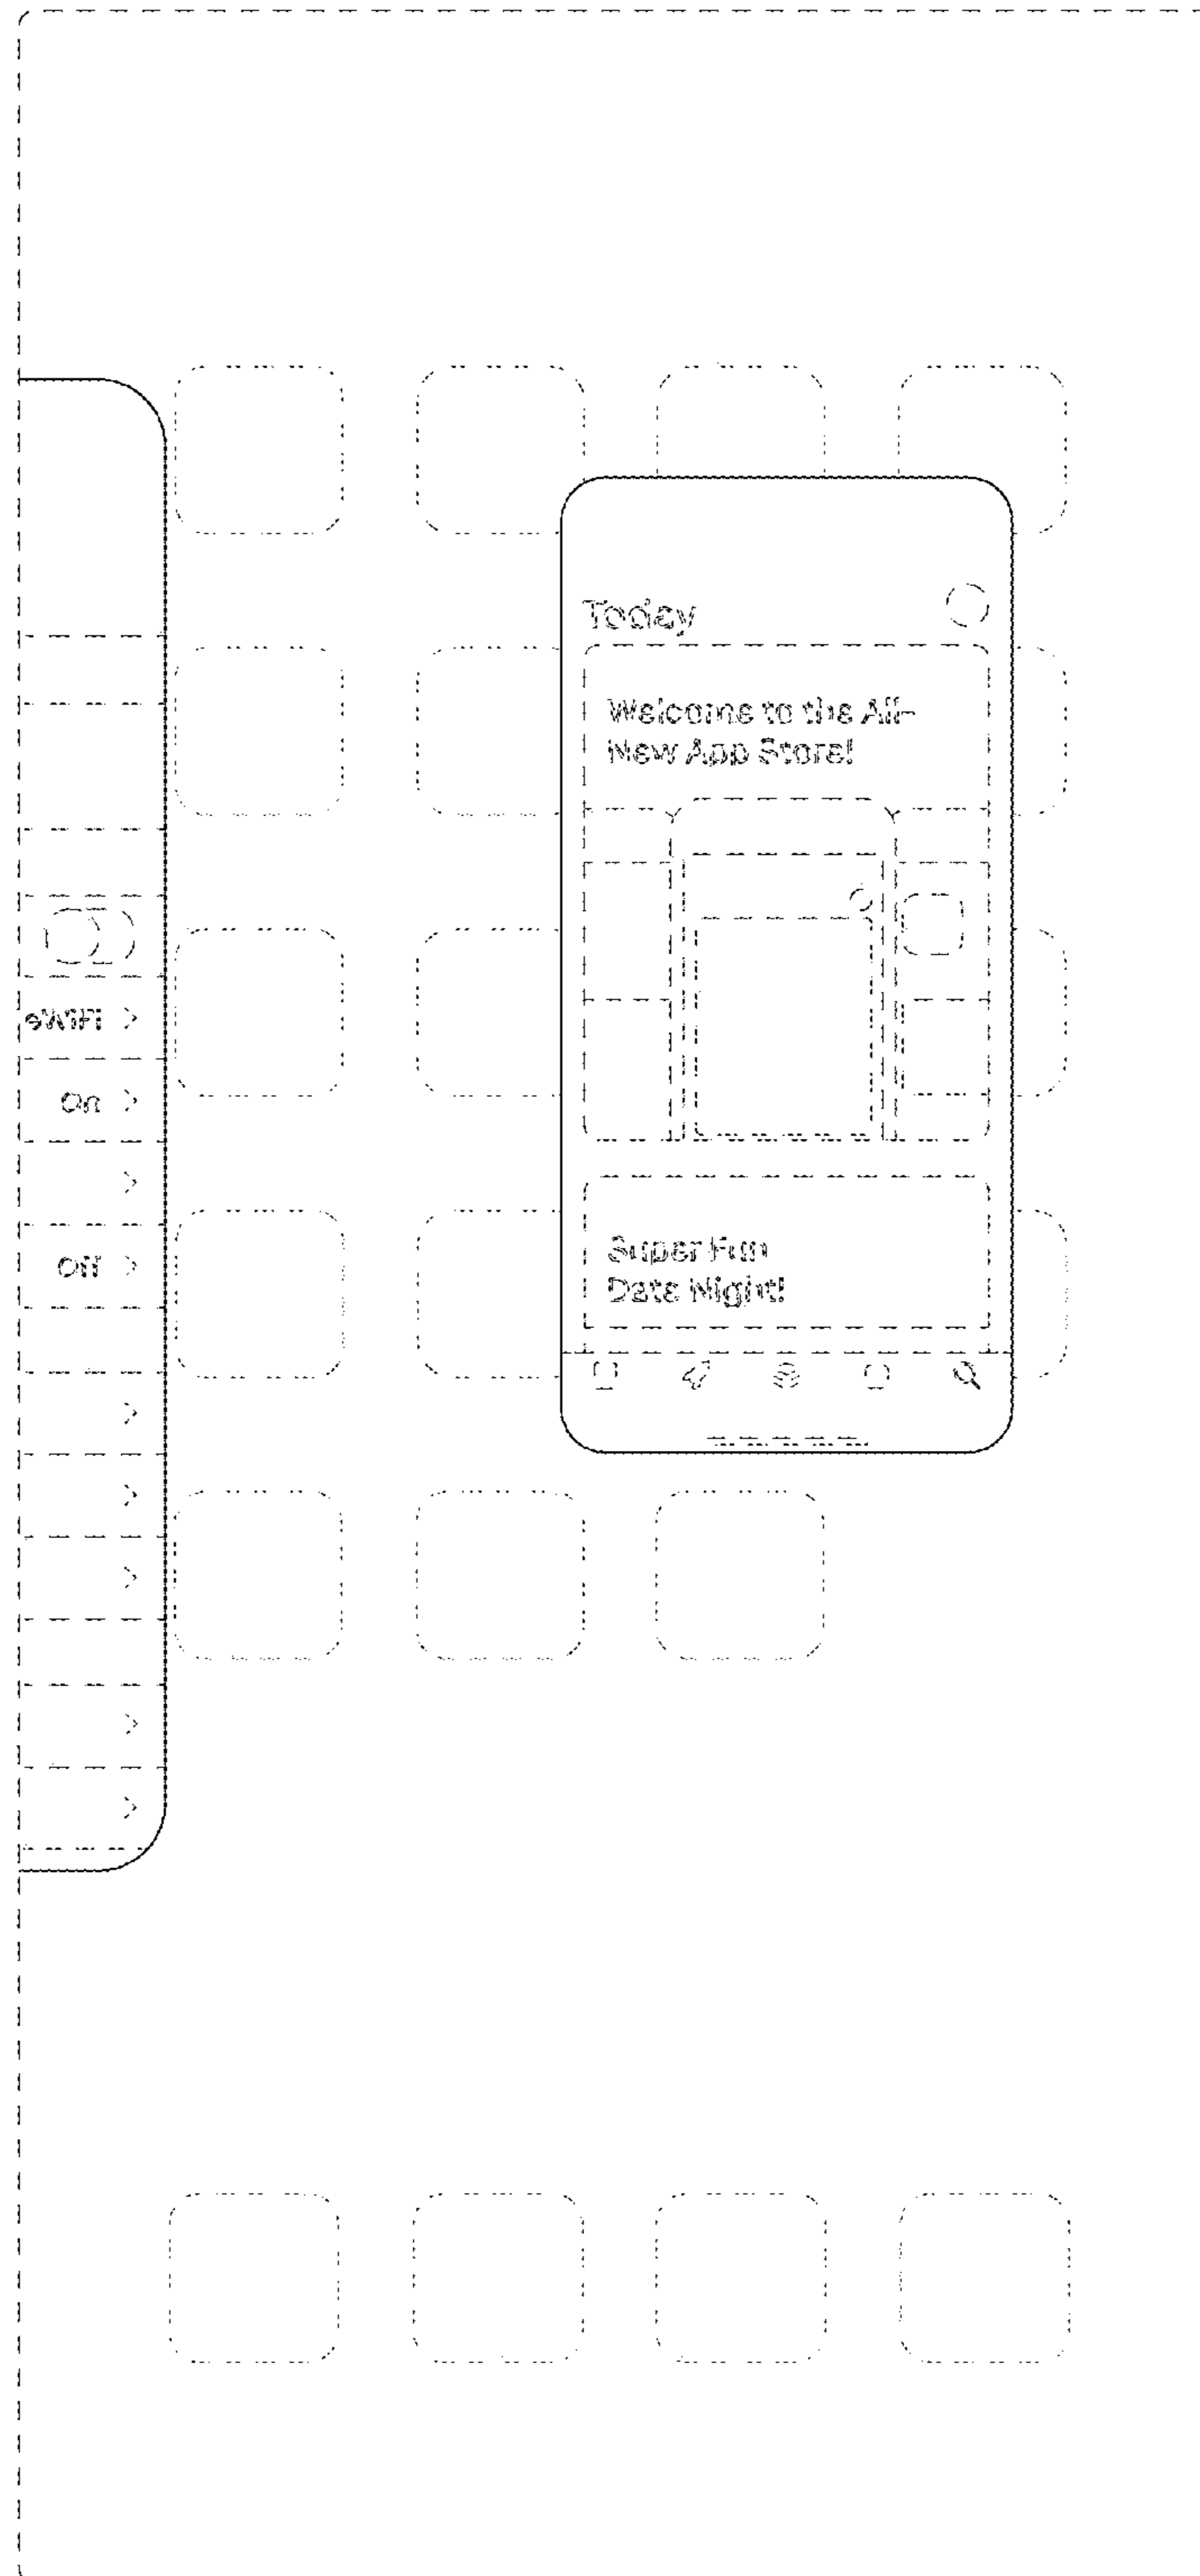 Today
Welcome to the All-
New App Store!
eWiFi
On
Off
Super Fun
Date Night!